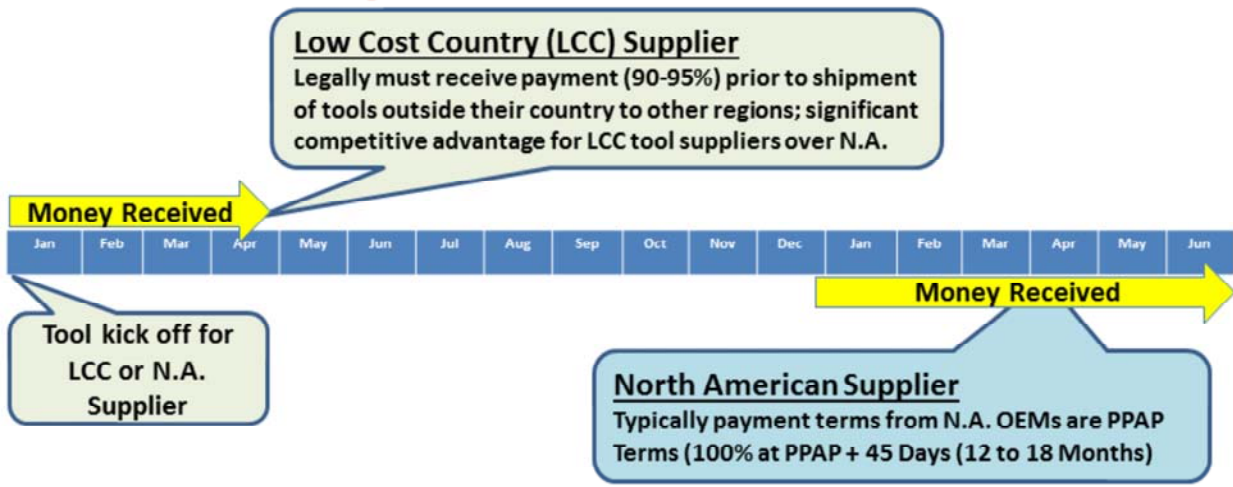 Low Cost Country (LCC) Supplier
Legally must receive payment (90-95%) prior to shipment
of tools outside their country to other regions; significant
competitive advantage for LCC tool suppliers over N.A.
Money Received
Jan Feb Mar Apr May Jun Jul Aug Sep Oct Nov Dec Jan Feb Mar Apr May Jun
Money Received
Tool kick off for
LCC or N.A.
Supplier
North American Supplier
Typically payment terms from N.A. OEMs are PPAP
Terms (100% at PPAP + 45 Days (12 to 18 Months)